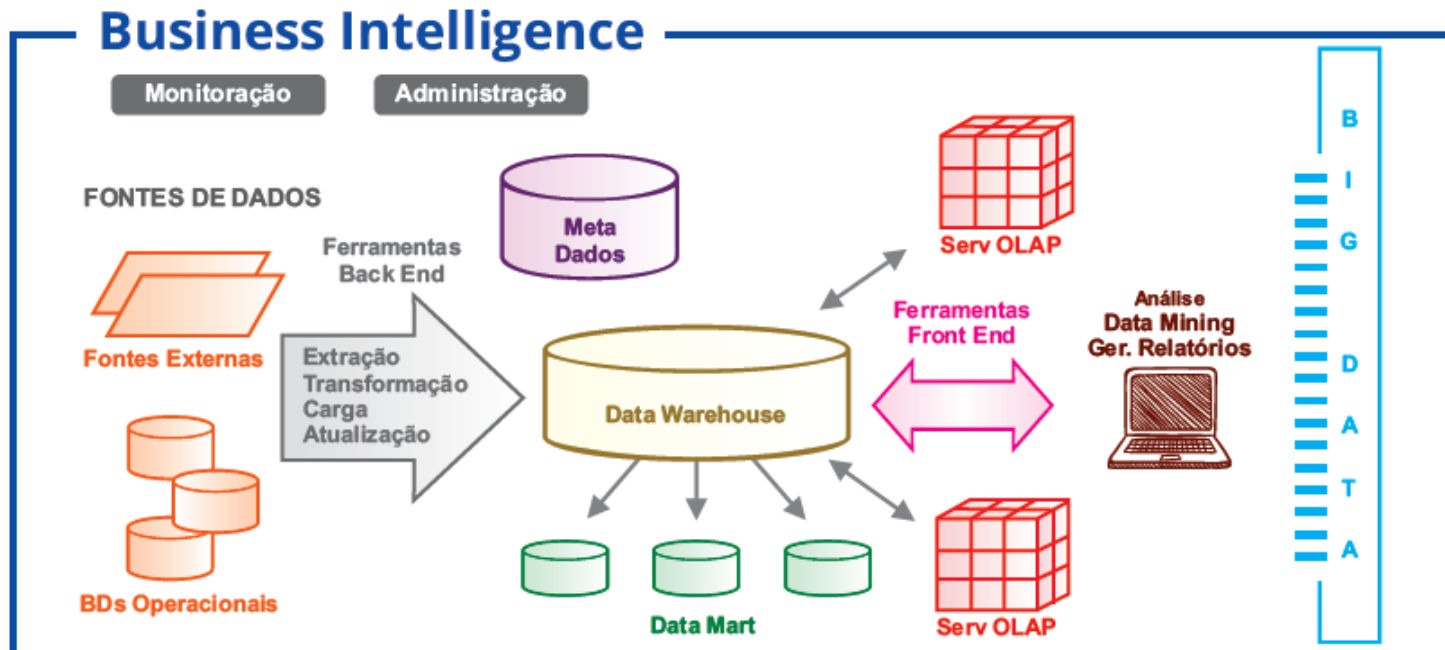 Business Intelligence
Monitoração
Administração
FONTES DE DADOS
Fontes Externas
BDs Operacionais
Ferramentas
Back End
Extração
Transformação
Carga
Atualização
Meta
Dados
Data Warehouse
Data Mart
Serv OLAP
Ferramentas
Front End
Serv OLAP
Análise
Data Mining
Ger. Relatórios
B
I
G
D
A
T
A